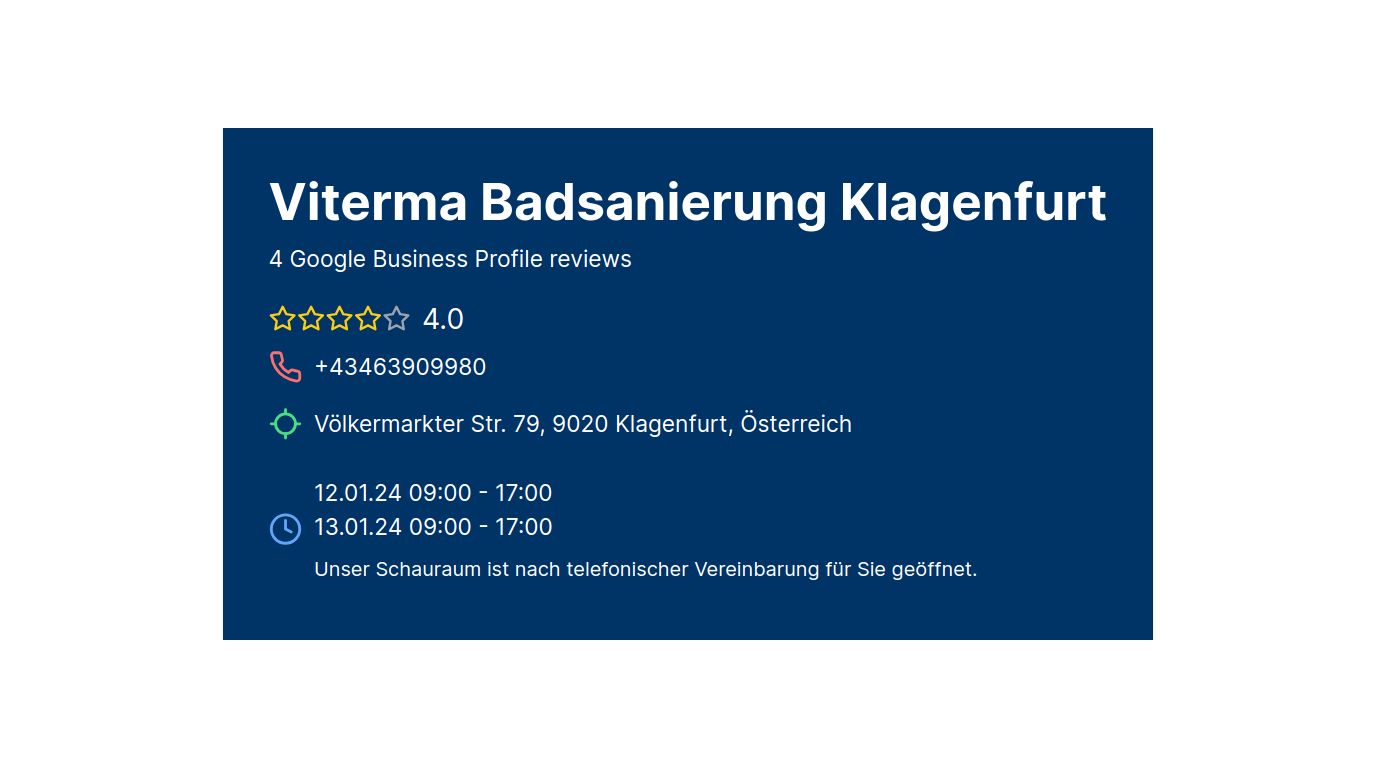 Viterma Badsanierung Klagenfurt
4 Google Business Profile reviews
4.0
+43463909980
Völkermarkter Str. 79, 9020 Klagenfurt, Österreich
12.01.24 09:00 - 17:00
13.01.24 09:00 - 17:00
Unser Schauraum ist nach telefonischer Vereinbarung für Sie geöffnet.